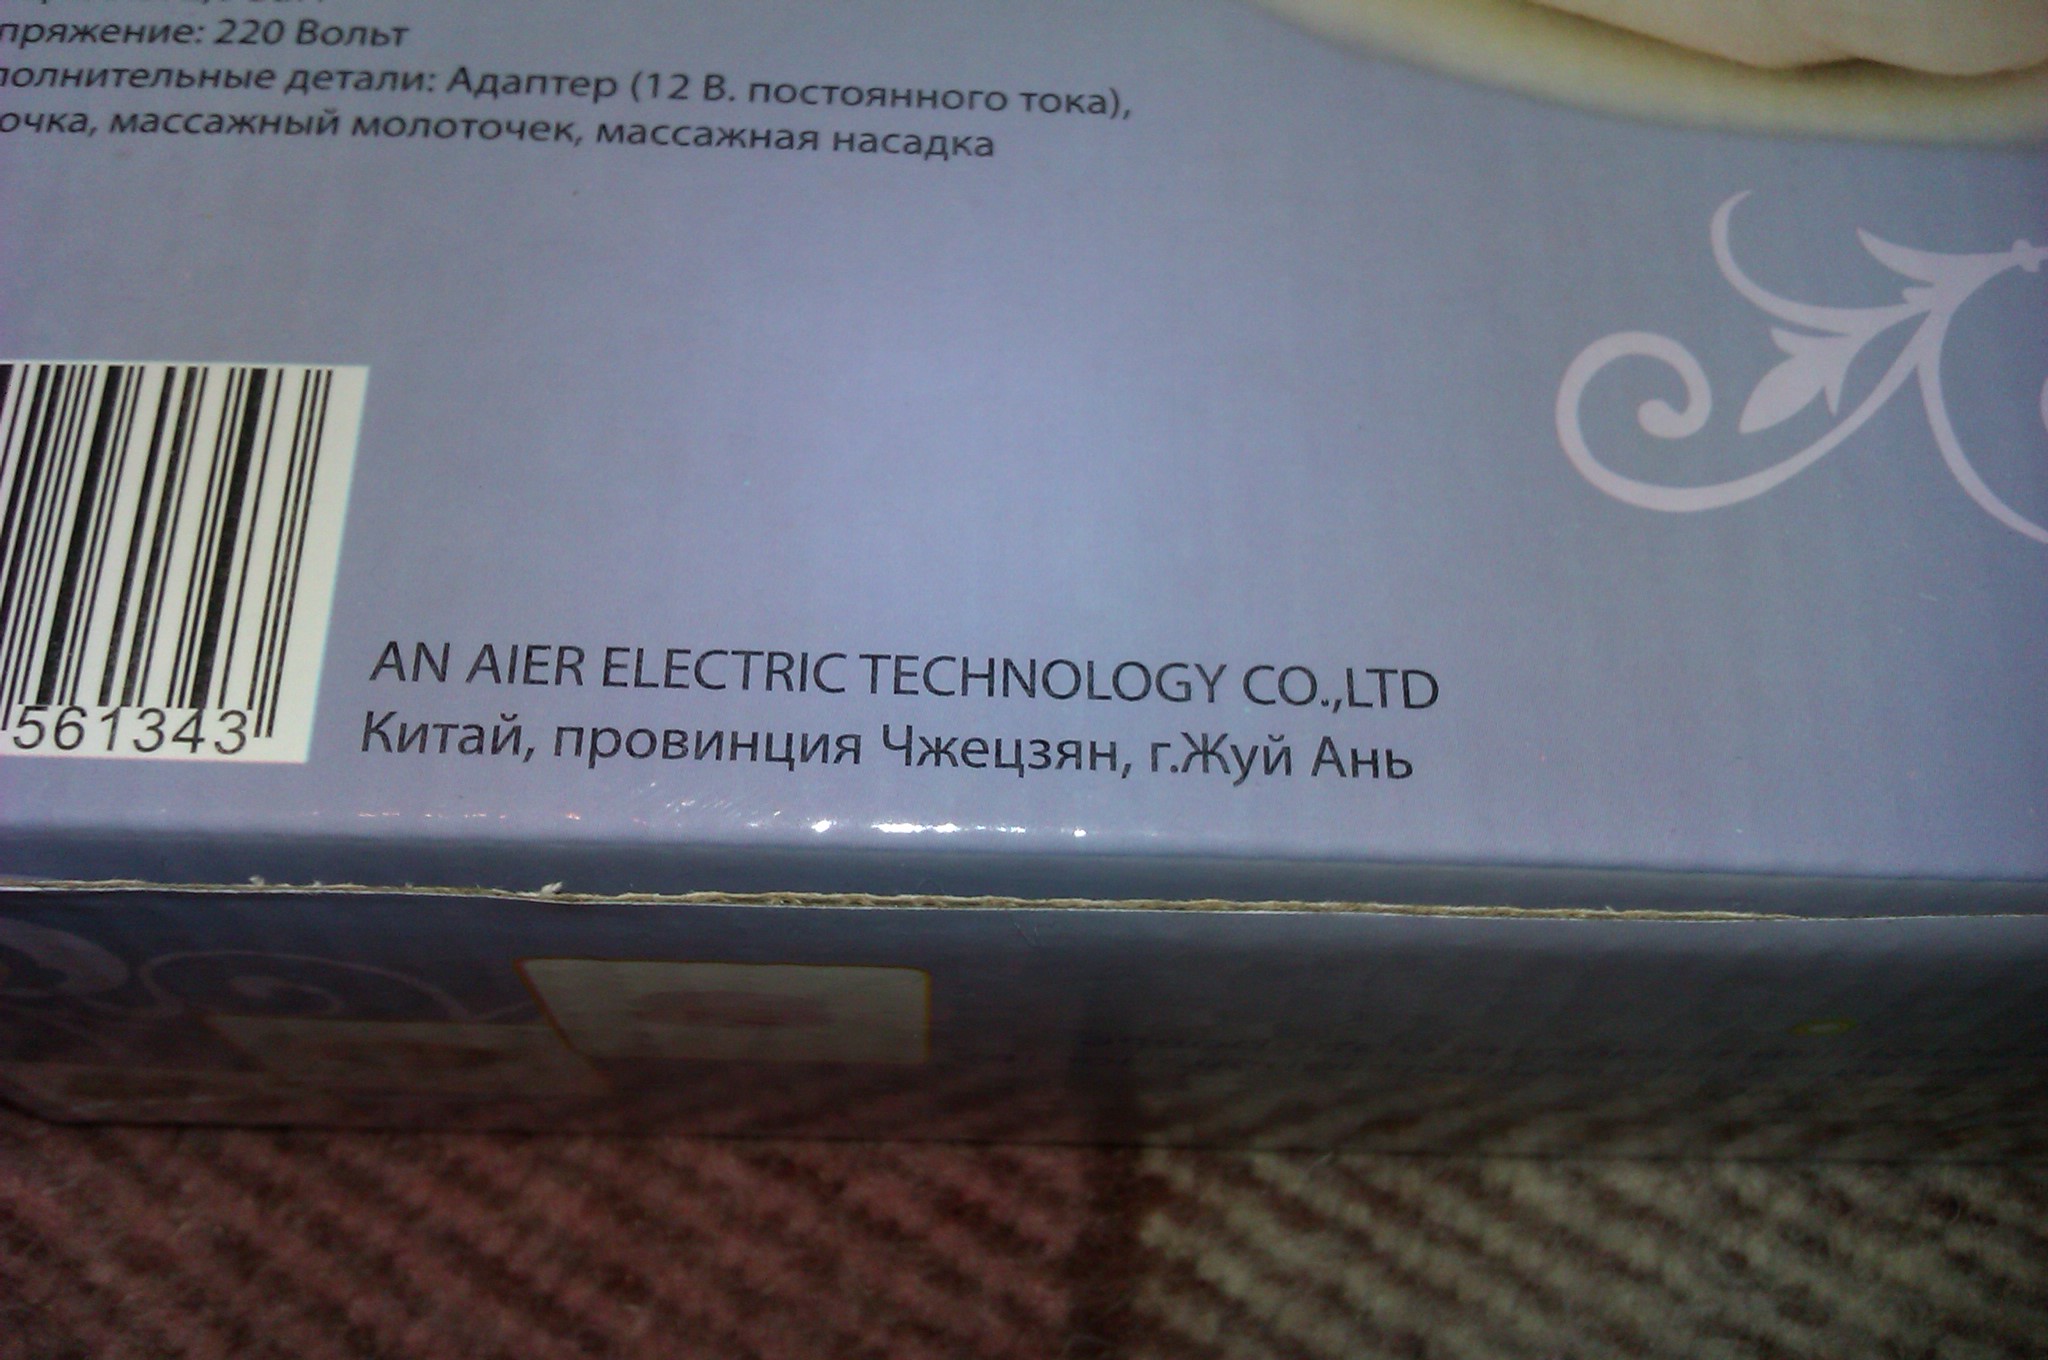 пряжение: 220 Вольт
полнительные детали: Адаптер (12 В. постоянного тока),
очка, массажный молоточек, массажная насадка
561343
AN AIER ELECTRIC TECHNOLOGY CO.,LTD
Китай, провинция Чжецзян, г.Жуй Ань